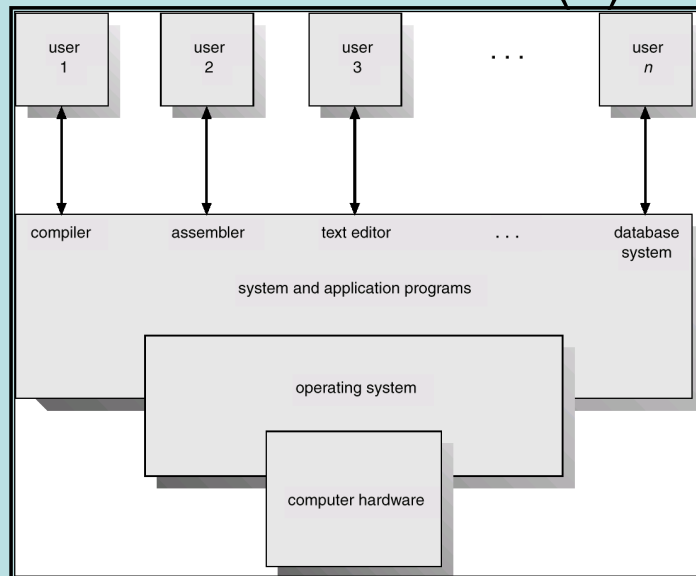 user
1
user
2
user
3
. . .
user
n
compiler
assembler
text editor
. . .
database
system
system and application programs
operating system
computer hardware